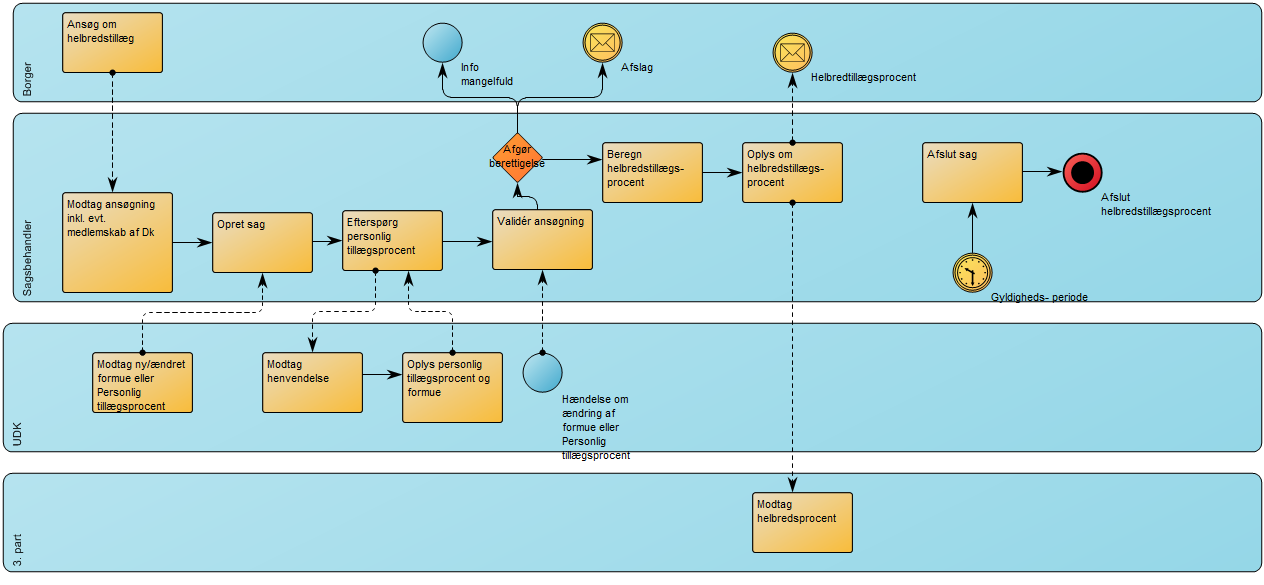 Borger
Ansøg om
helbredstillæg
Info
mangelfuld
Afslag
Helbredtillægsprocent
Sagsbehandler
Modtag ansøgning
inkl. evt.
medlemskab af Dk
Opret sag
Efterspørg
personlig
tillægsprocent
Validér ansøgning
Afgør
berettigelse
Beregn
helbredstillægs-
procent
Oplys om
helbredstillægs-
procent
Afslut sag
Afslut
helbredstillægsprocent
Gyldigheds- periode
UDK
Modtag ny/ændret
formue eller
Personlig
tillægsprocent
Modtag
henvendelse
Oplys personlig
tillægsprocent og
formue
Hændelse om
ændring af
formue eller
Personlig
tillægsprocent
3. part
Modtag
helbredsprocent